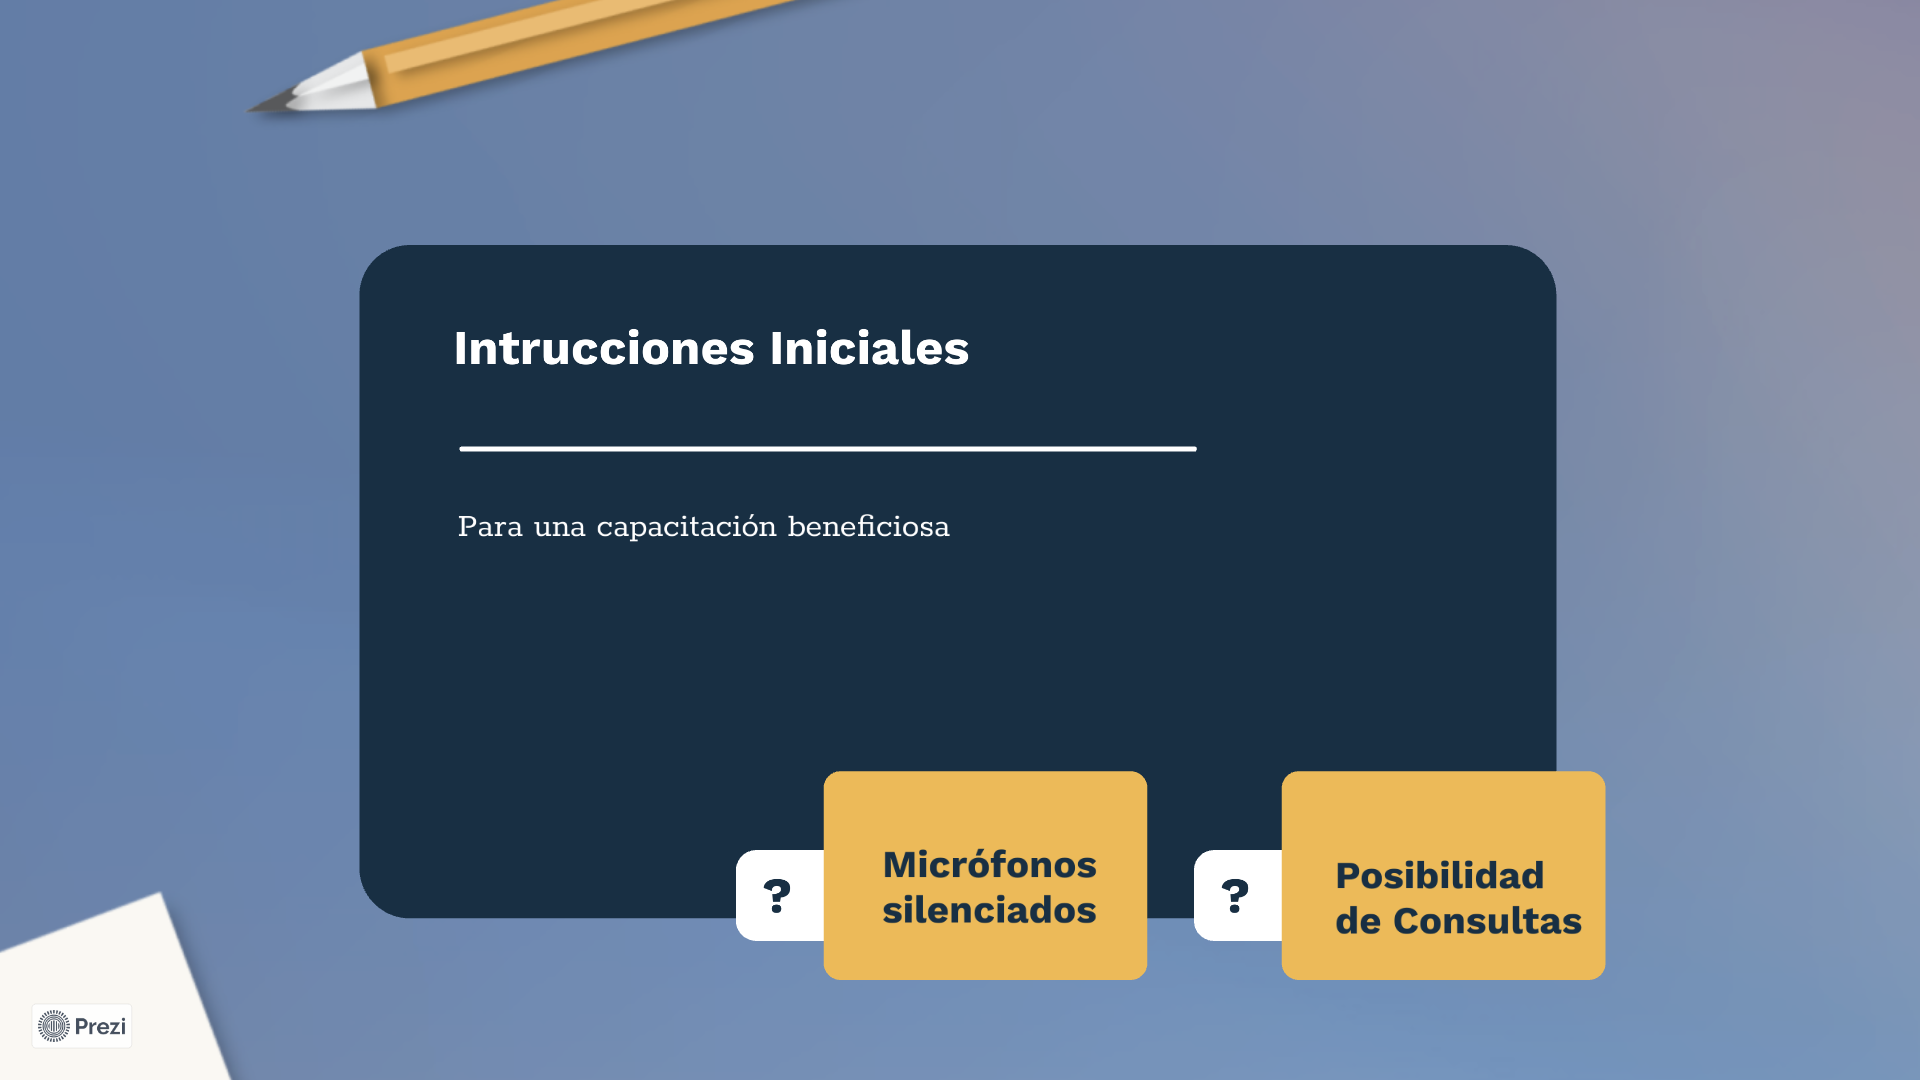 Intrucciones Iniciales
Para una capacitación beneficiosa
?
Micrófonos
silenciados
?
Posibilidad
de Consultas
Prezi